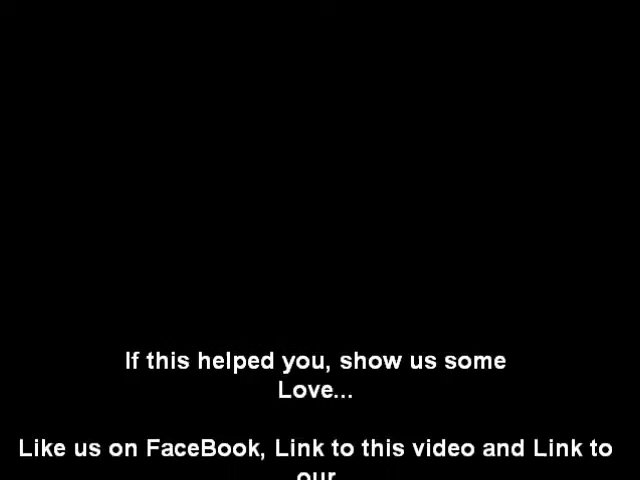 If this helped you, show us some
Love...
Like us on FaceBook, Link to this video and Link to
our